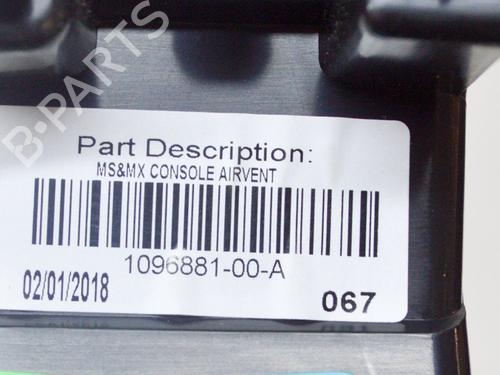 B-PARTS
Part Description:
MS&MX CONSOLE AIRVENT
1096881-00-A
02/01/2018
067